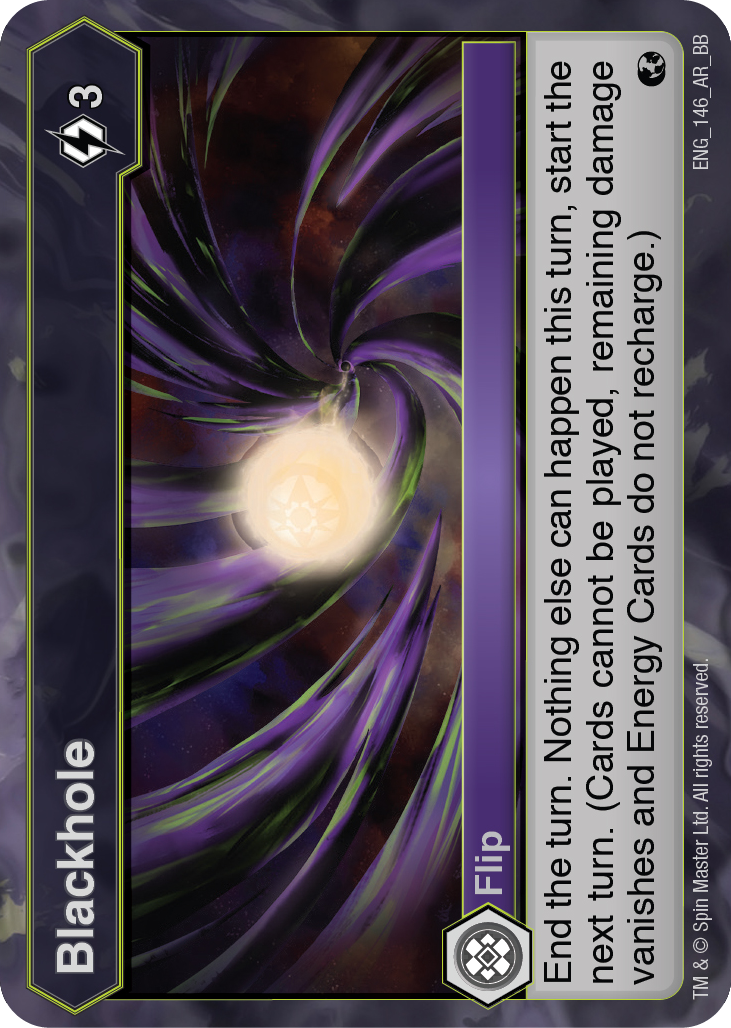 Blackhole
3
Flip
End the turn. Nothing else can happen this turn, start the
next turn. (Cards cannot be played, remaining damage
vanishes and Energy Cards do not recharge.)
TM & © Spin Master Ltd. All rights reserved.
ENG_146_AR_BB